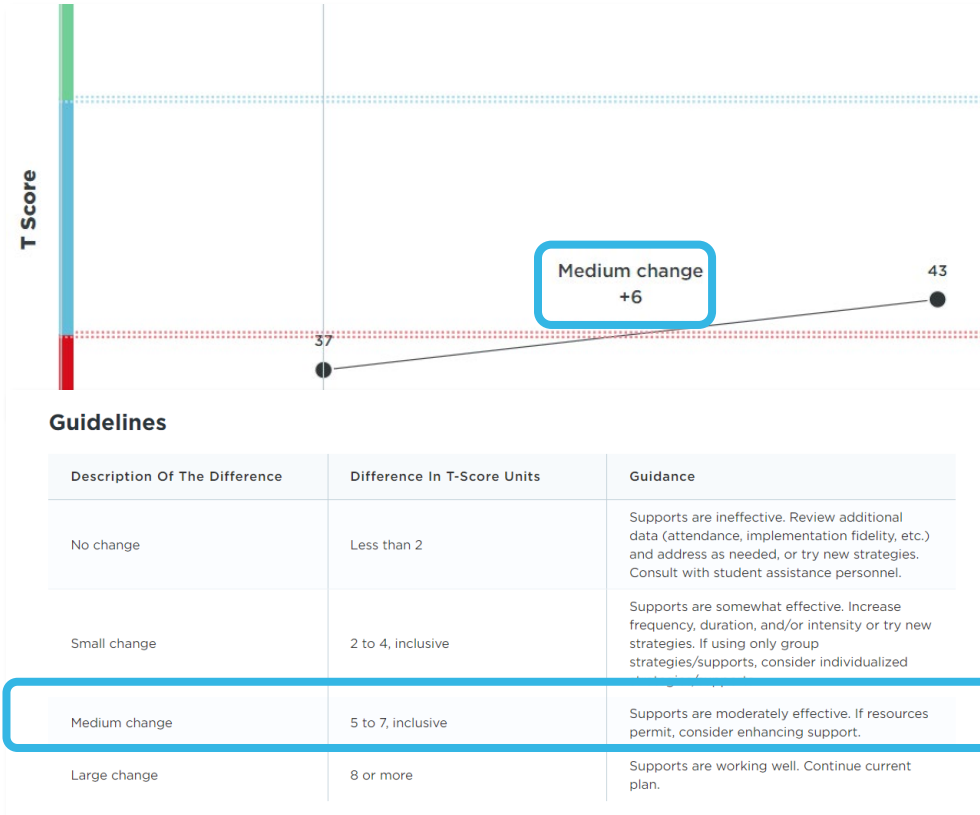 T Score
Medium change
+6
43
37
Guidelines
Description Of The Difference
Difference In T-Score Units
Guidance
No change
Less than 2
Supports are ineffective. Review additional
data (attendance, implementation fidelity, etc.)
and address as needed, or try new strategies.
Consult with student assistance personnel.
Small change
2 to 4, inclusive
Supports are somewhat effective. Increase
frequency, duration, and/or intensity or try new
strategies. If using only group
strategies/supports, consider individualized
Medium change
5 to 7, inclusive
Supports are moderately effective. If resources
permit, consider enhancing support.
Large change
8 or more
Supports are working well. Continue current
plan.